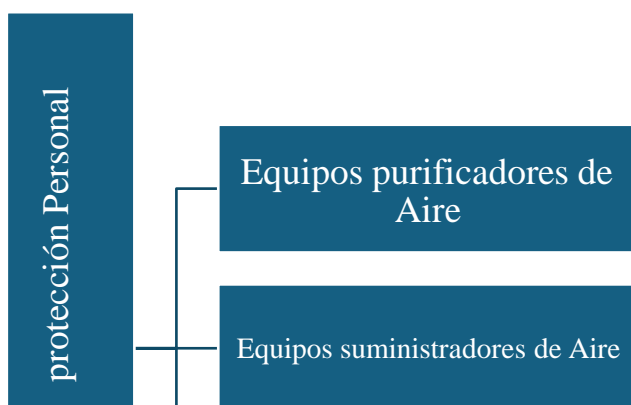 protección Personal
Equipos purificadores de
Aire
Equipos suministradores de Aire